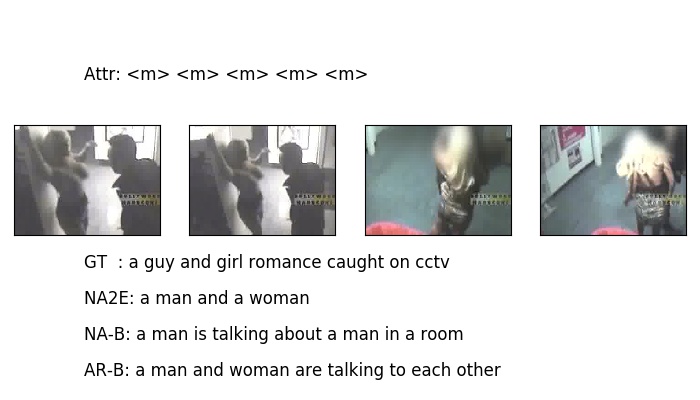 Attr: <m> <m> <m> <m> <m>
GT  : a guy and girl romance caught on cctv
NA2E: a man and a woman
NA-B: a man is talking about a man in a room
AR-B: a man and woman are talking to each other